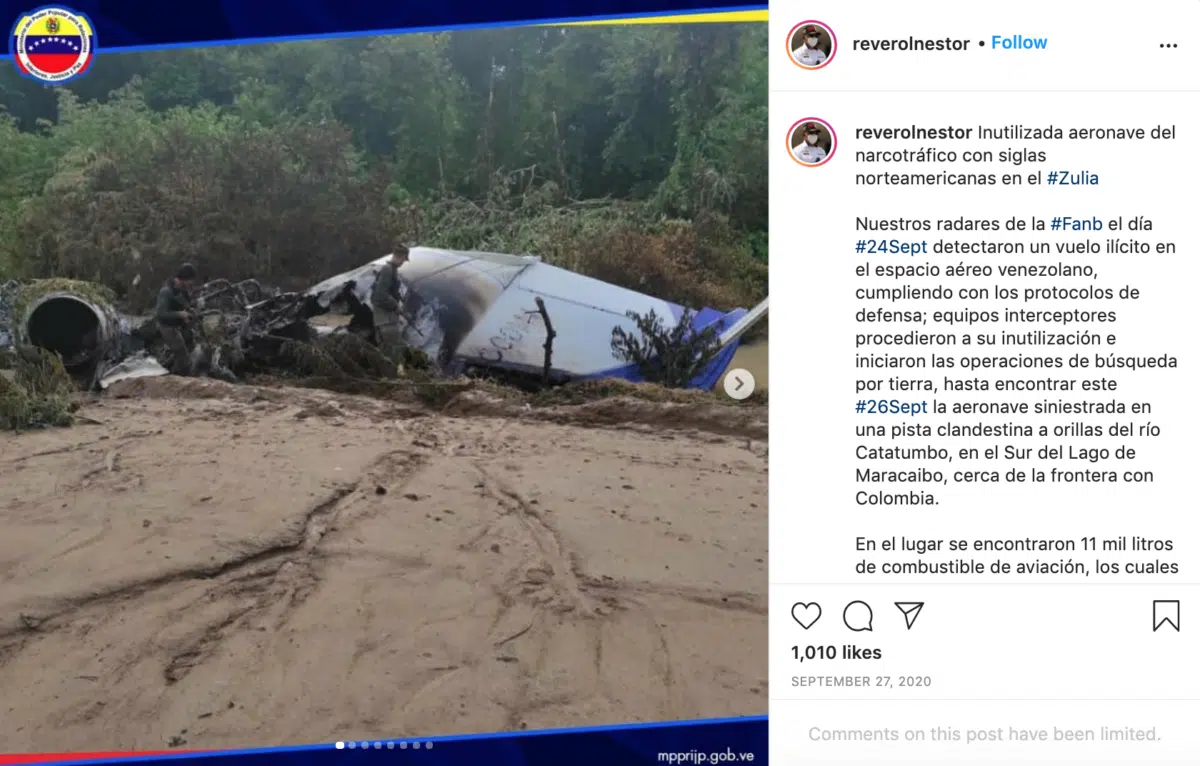 reverolnestor • Follow
reverolnestor Inutilizada aeronave del
narcotráfico con siglas
norteamericanas en el #Zulia
Nuestros radares de la #Fanb el día
#24Sept detectaron un vuelo ilícito en
el espacio aéreo venezolano,
cumpliendo con los protocolos de
defensa; equipos interceptores
procedieron a su inutilización e
iniciaron las operaciones de búsqueda
por tierra, hasta encontrar este
#26Sept la aeronave siniestrada en
una pista clandestina a orillas del río
Catatumbo, en el Sur del Lago de
Maracaibo, cerca de la frontera con
Colombia.
En el lugar se encontraron 11 mil litros
de combustible de aviación, los cuales
1,010 likes
SEPTEMBER 27, 2020
Comments on this post have been limited.
mpprijp.gob.ve